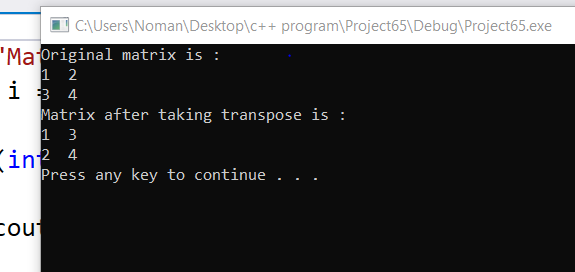 C:\Users\Noman\Desktop\c++ program\Project65\Debug\Project65.exe
Original matrix is :
1 2
3 4
Matrix after taking transpose is :
1 3
2 4
Press any key to continue . . .
"Mat
i =
(int
cout